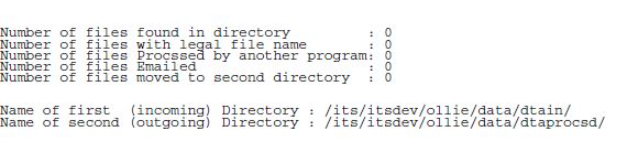 Number of files found in directory : 0
Number of files with legal file name : 0
Number of files Procssed by another program: 0
Number of files Emailed : 0
Number of files moved to second directory : 0
Name of first (incoming) Directory : /its/itsdev/ollie/data/dtain/
Name of second (outgoing) Directory : /its/itsdev/ollie/data/dtaprocsd/